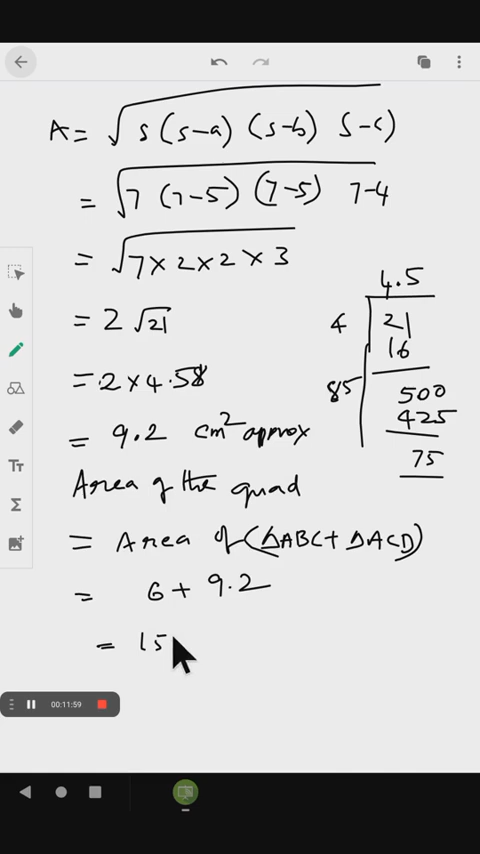 A = √s(s-a) (s-b) S-c)
= √7 (7-5) (7-5) 7-4
= √7×2×2×3
= 2 √21
= 2×4.58
= 9.2 cm² approx
4.5
4 21
16
85 500
425
75
Area of the quad
= Area of (△ABC + △ACD)
= 6 + 9.2
= 15
Tт
Σ
00:11:59